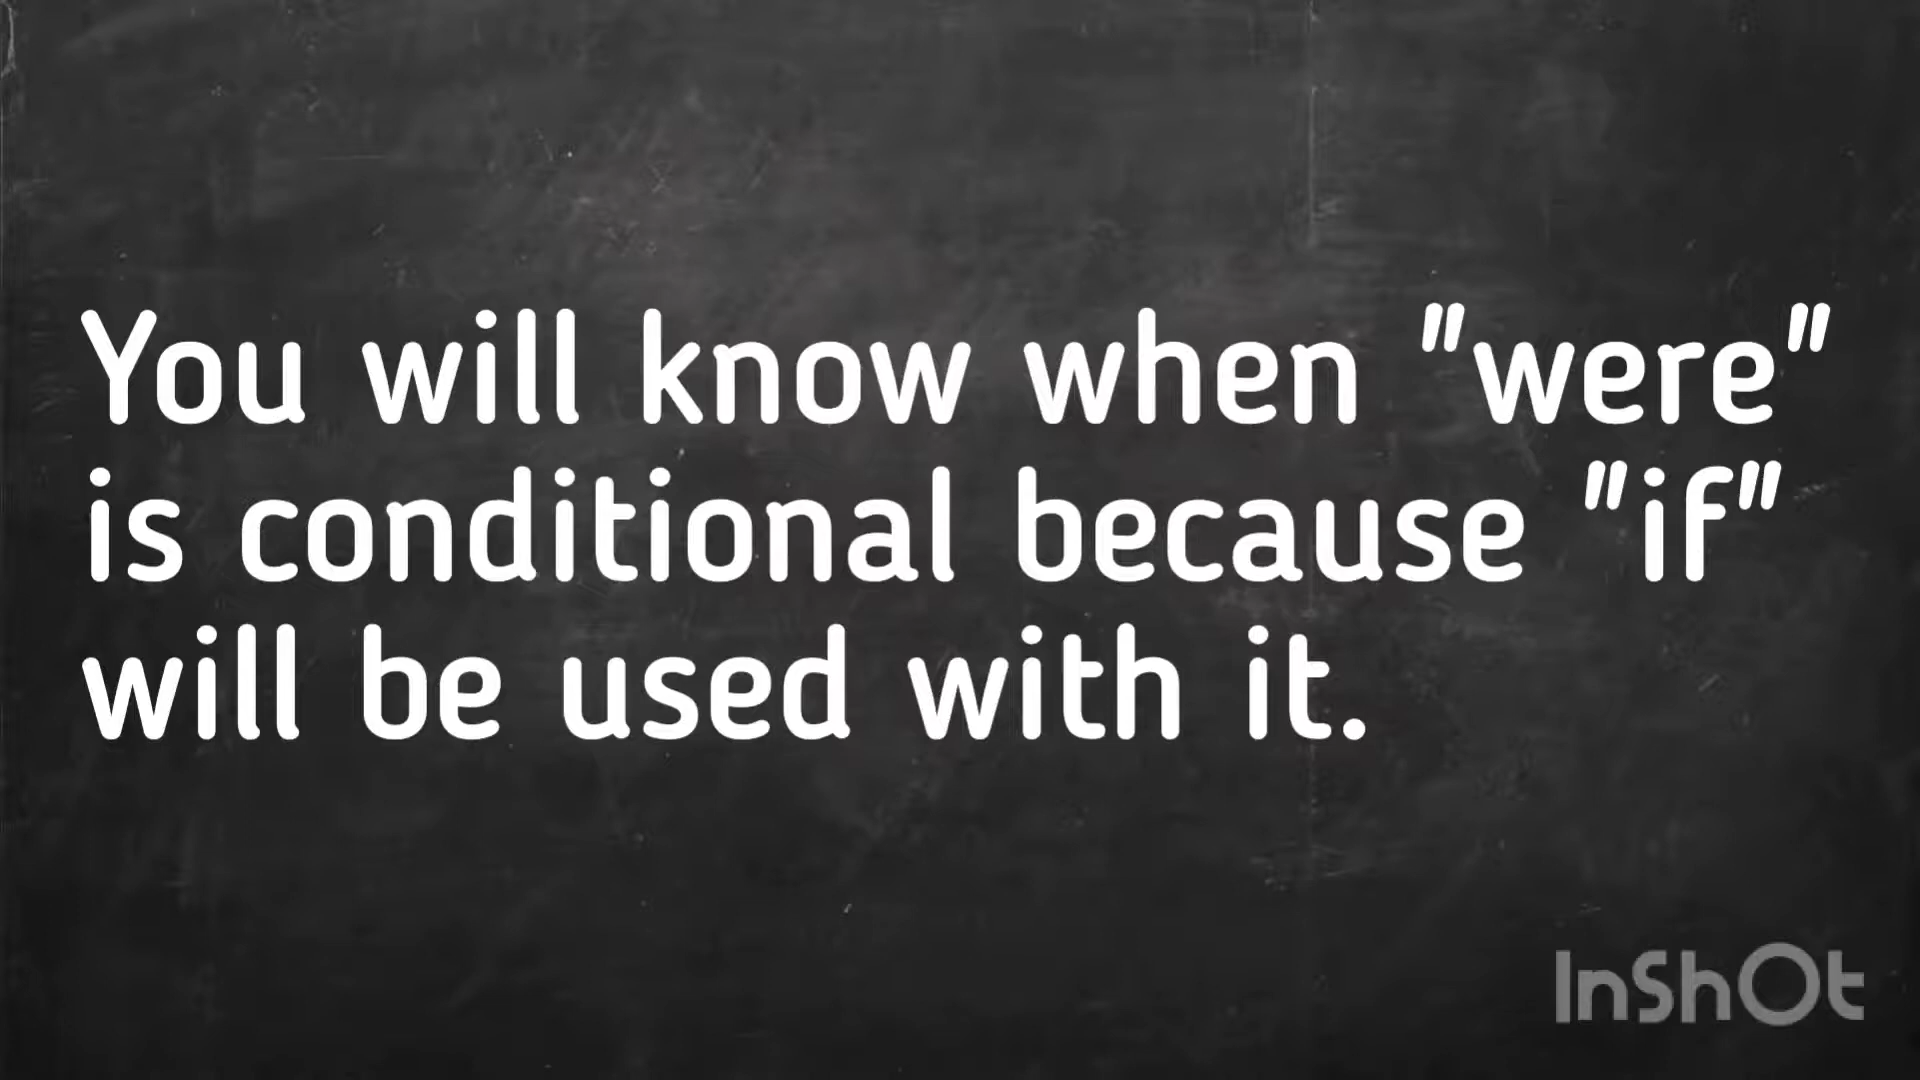 You will know when "were"
is conditional because "if"
will be used with it.
InShOt